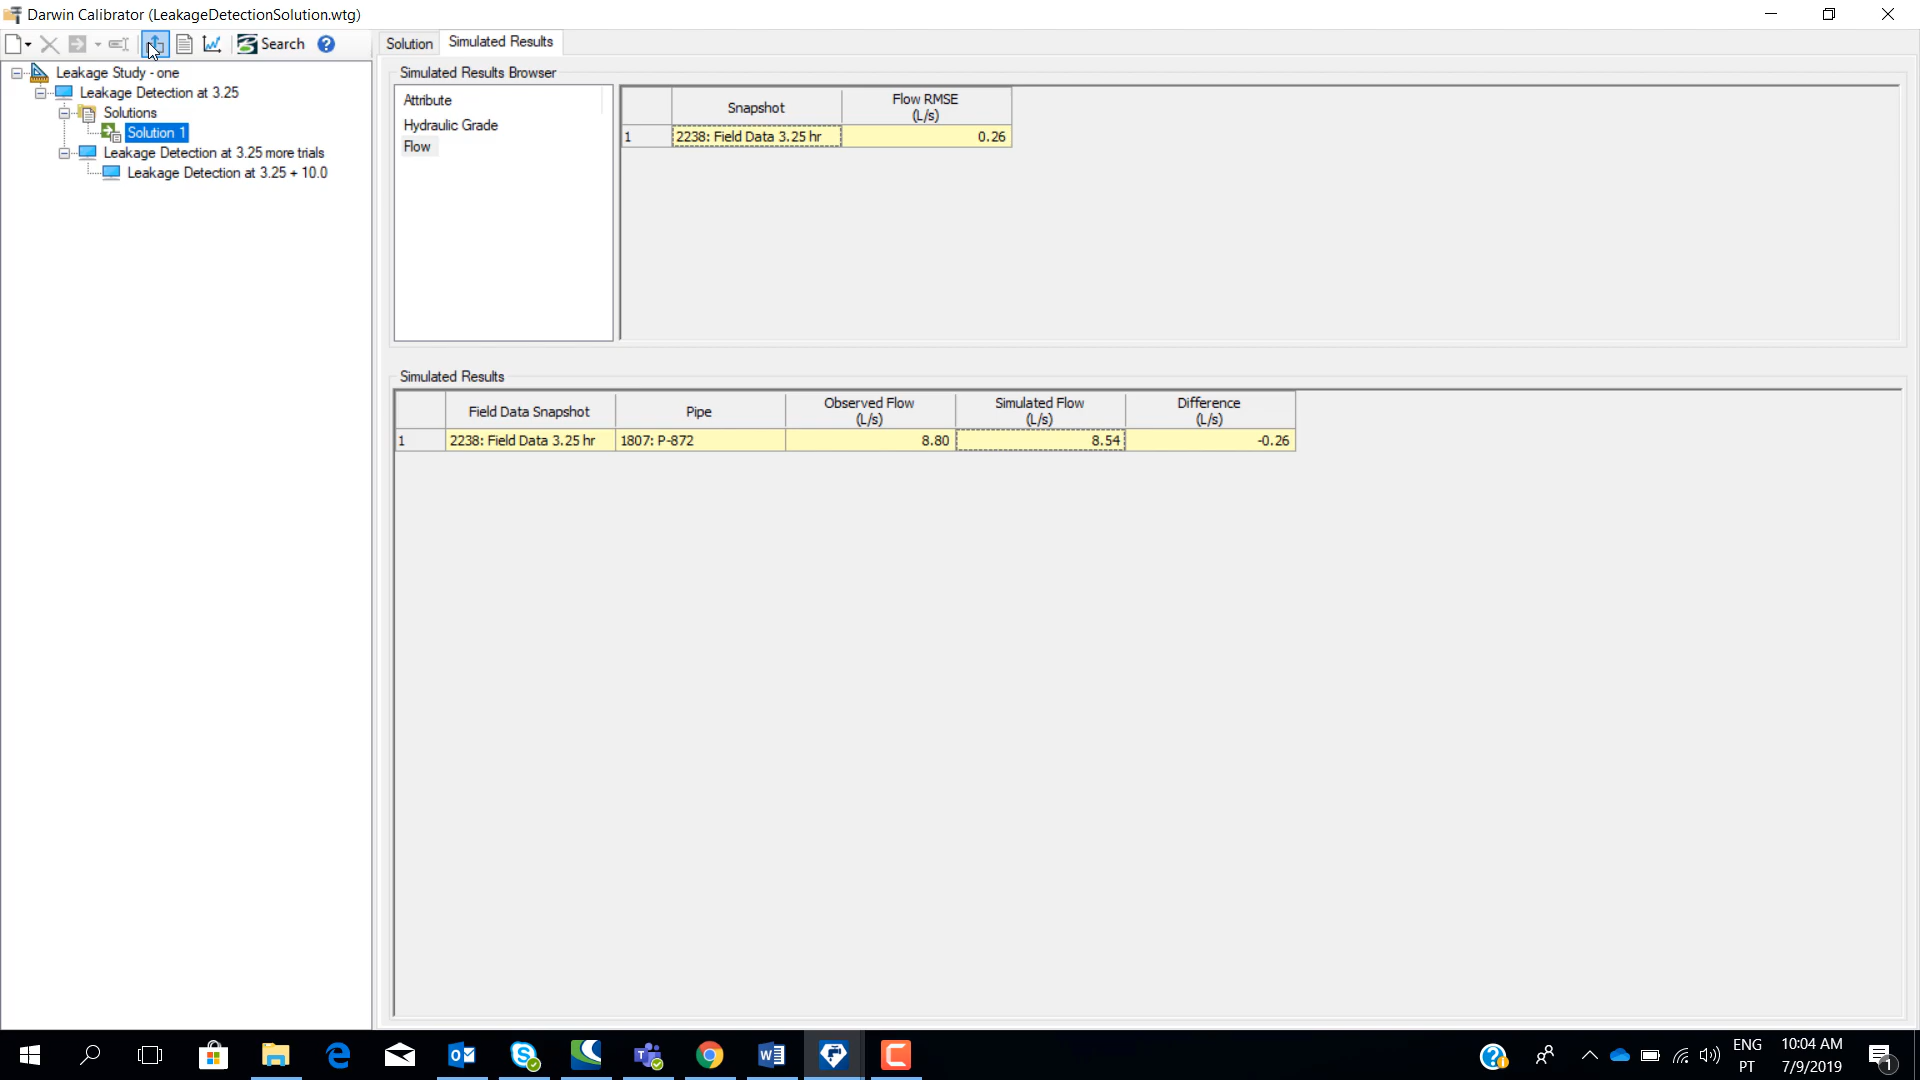 Darwin Calibrator (LeakageDetectionSolution.wtg)
Search
Leakage Study - one
Leakage Detection at 3.25
Solutions
Solution 1
Leakage Detection at 3.25 more trials
Leakage Detection at 3.25 + 10.0
Solution
Simulated Results
Simulated Results Browser
Attribute
Hydraulic Grade
Flow
Snapshot
Flow RMSE
(L/s)
1
2238: Field Data 3.25 hr
0.26
Simulated Results
Field Data Snapshot
Pipe
Observed Flow
(L/s)
Simulated Flow
(L/s)
Difference
(L/s)
1
2238: Field Data 3.25 hr
1807: P-872
8.80
8.54
-0.26
ENG
PT
10:04 AM
7/9/2019
1